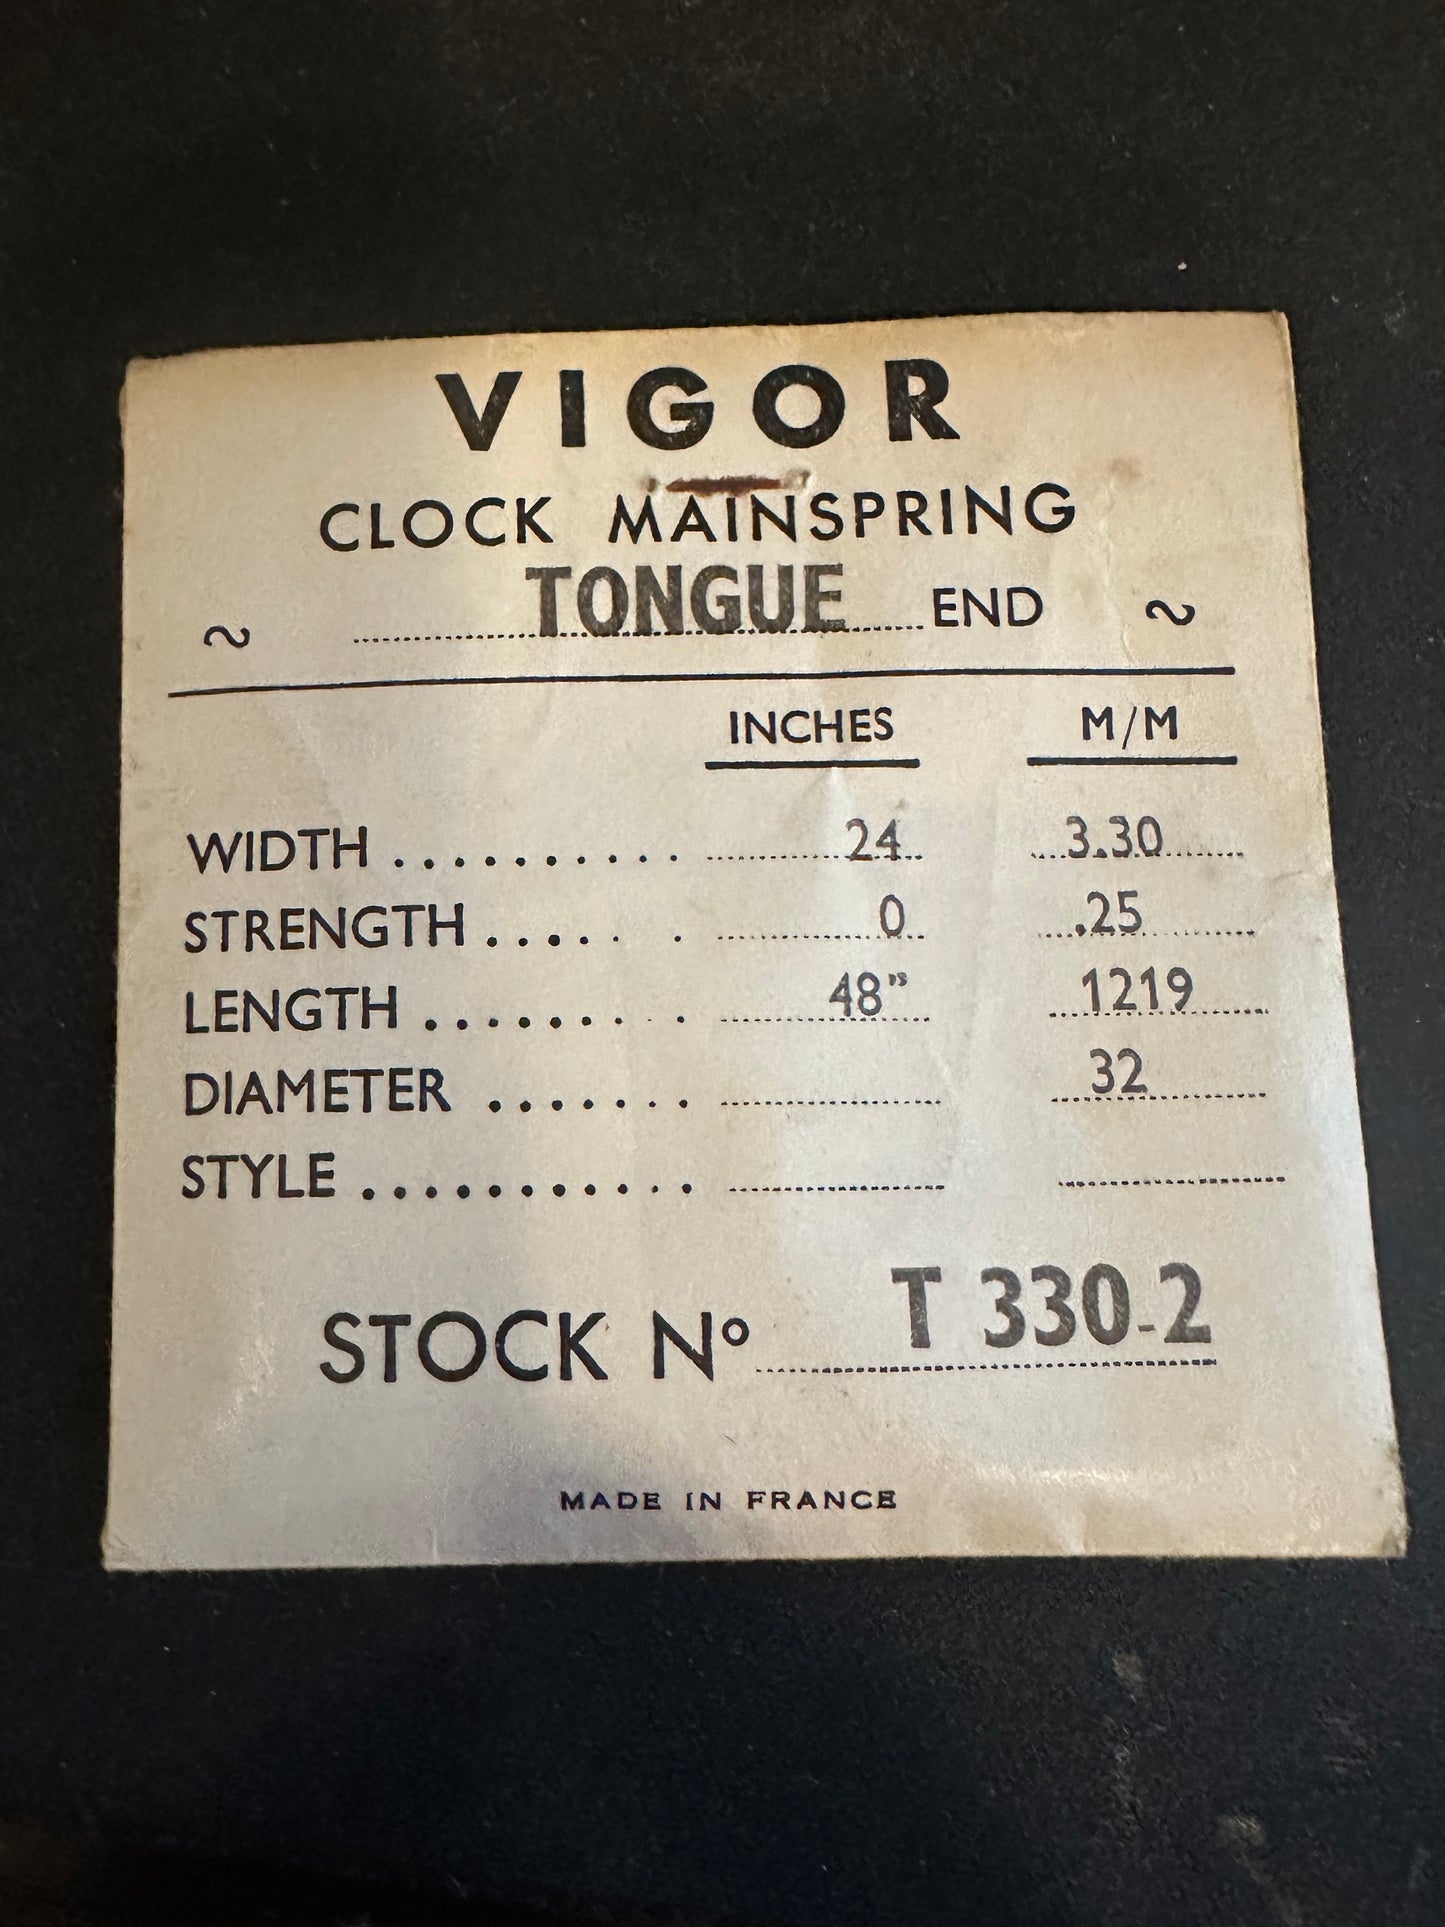 VIGOR
CLOCK MAINSPRING
~ TONGUE END ~
INCHES M/M
WIDTH .......... 24 3.30
STRENGTH ..... . 0 .25
LENGTH ......... 48"s 1219
DIAMETER ....... 32
STYLE ............
STOCK Nº T 330-2
MADE IN FRANCE